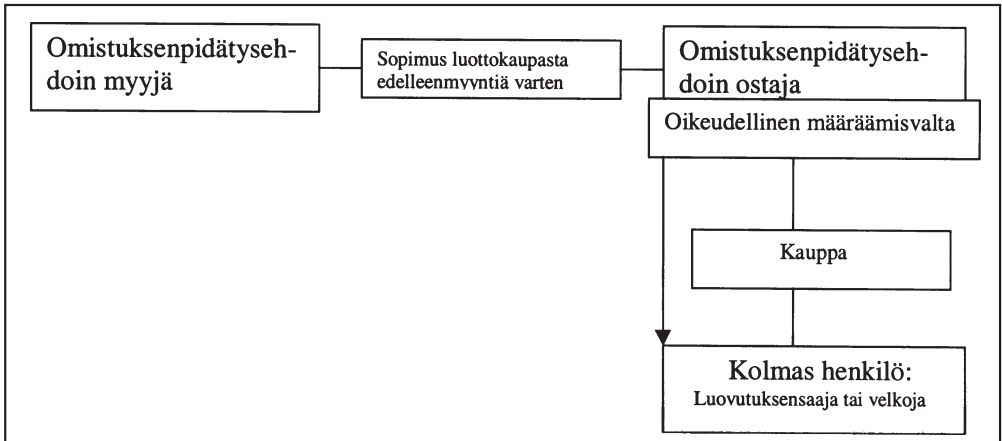 Omistuksenpidätyseh-
doin myyjä
Sopimus luottokaupasta
edelleenmyyntiä varten
Omistuksenpidätyseh-
doin ostaja
Oikeudellinen määräämisvalta
Kauppa
Kolmas henkilö:
Luovutuksensaaja tai velkoja